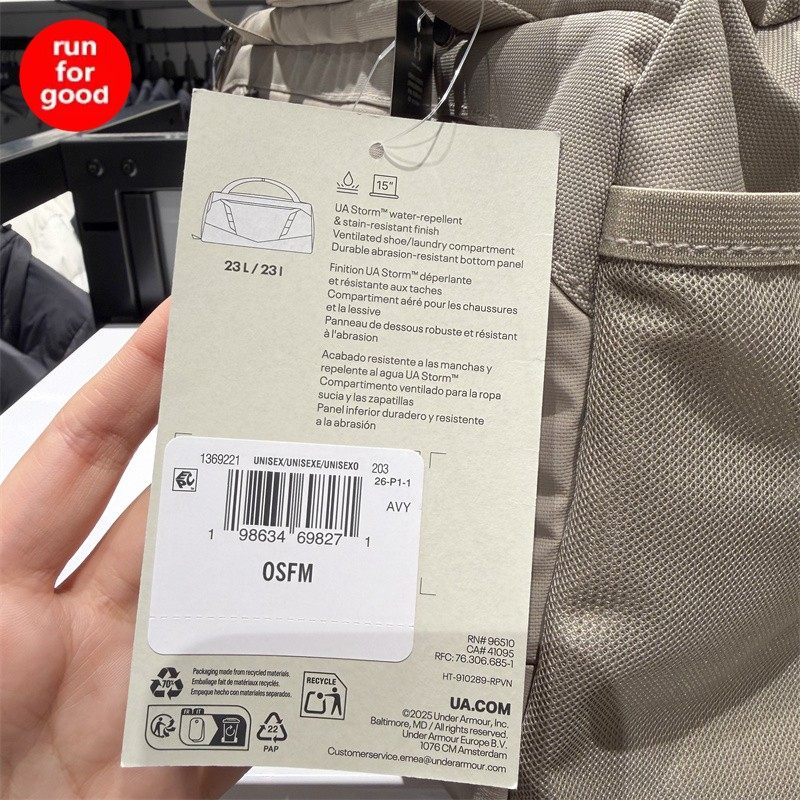 run
for
good
15"
UA Storm™ water-repellent
& stain-resistant finish
Ventilated shoe/laundry compartment
Durable abrasion-resistant bottom panel
23 L / 23 l
Finition UA Storm™ déperlante
et résistante aux taches
Compartiment aéré pour les chaussures
et la lessive
Panneau de dessous robuste et résistant
à l'abrasion
Acabado resistente a las manchas y
repelente al agua UA Storm™
Compartimento ventilado para la ropa
sucia y las zapatillas
Panel inferior duradero y resistente
a la abrasión
1369221 UNISEX/UNISEXE/UNISEXO 203
26-P1-1
AVY
1 98634 69827 1
OSFM
RN# 96510
CA# 41095
RFC: 76.306.685-1
HT-910289-RPVN
Packaging made from recycled materials.
Emballage fait de matériaux recyclés.
Empaque hecho con materiales separados.
70%
RECYCLE
FR IT
22
PAP
UA.COM
©2025 Under Armour, Inc.
Baltimore, MD / All rights reserved
Under Armour Europe B.V.
1076 CM Amsterdam
Customerservice.emea@underarmour.com